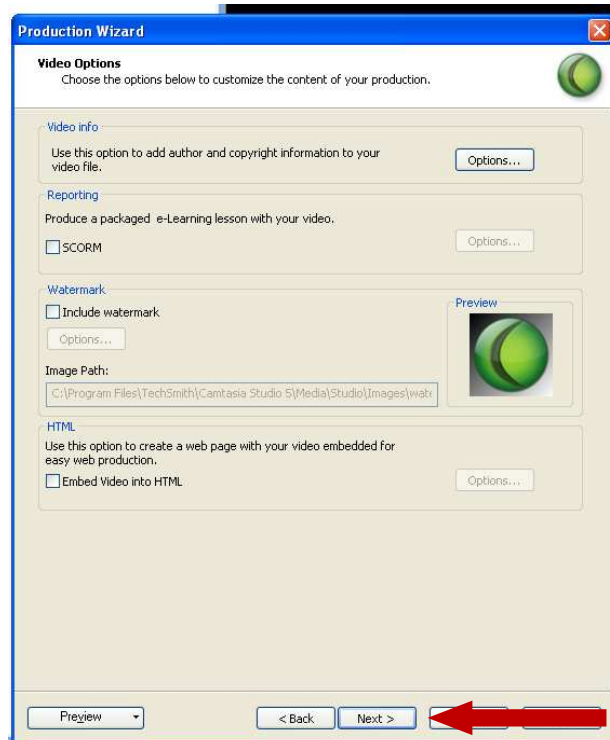 Production Wizard
Video Options
Choose the options below to customize the content of your production.
Video info
Use this option to add author and copyright information to your
video file.
Options...
Reporting
Produce a packaged e-Learning lesson with your video.
SCORM
Options...
Watermark
Include watermark
Options...
Preview
Image Path:
C:\Program Files\TechSmith\Camtasia Studio 5\Media\Studio\Images\wate
HTML
Use this option to create a web page with your video embedded for
easy web production.
Embed Video into HTML
Options...
Preview
< Back
Next >